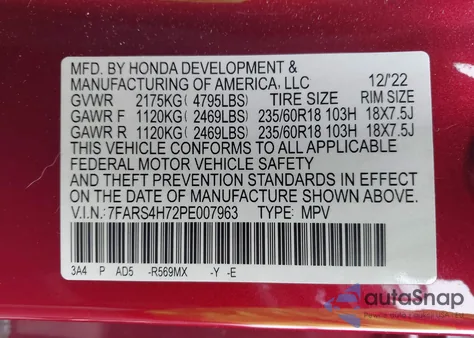 MFD. BY HONDA DEVELOPMENT &
MANUFACTURING OF AMERICA, LLC 12/'22
GVWR 2175KG (4795LBS) TIRE SIZE RIM SIZE
GAWR F 1120KG (2469LBS) 235/60R18 103H 18X7.5J
GAWR R 1120KG (2469LBS) 235/60R18 103H 18X7.5J
THIS VEHICLE CONFORMS TO ALL APPLICABLE
FEDERAL MOTOR VEHICLE SAFETY
AND THEFT PREVENTION STANDARDS IN EFFECT
ON THE DATE OF MANUFACTURE SHOWN ABOVE.
V.I.N.: 7FARS4H72PE007963 TYPE: MPV
3A4 P AD5 -R569MX -Y -E
autoSnap